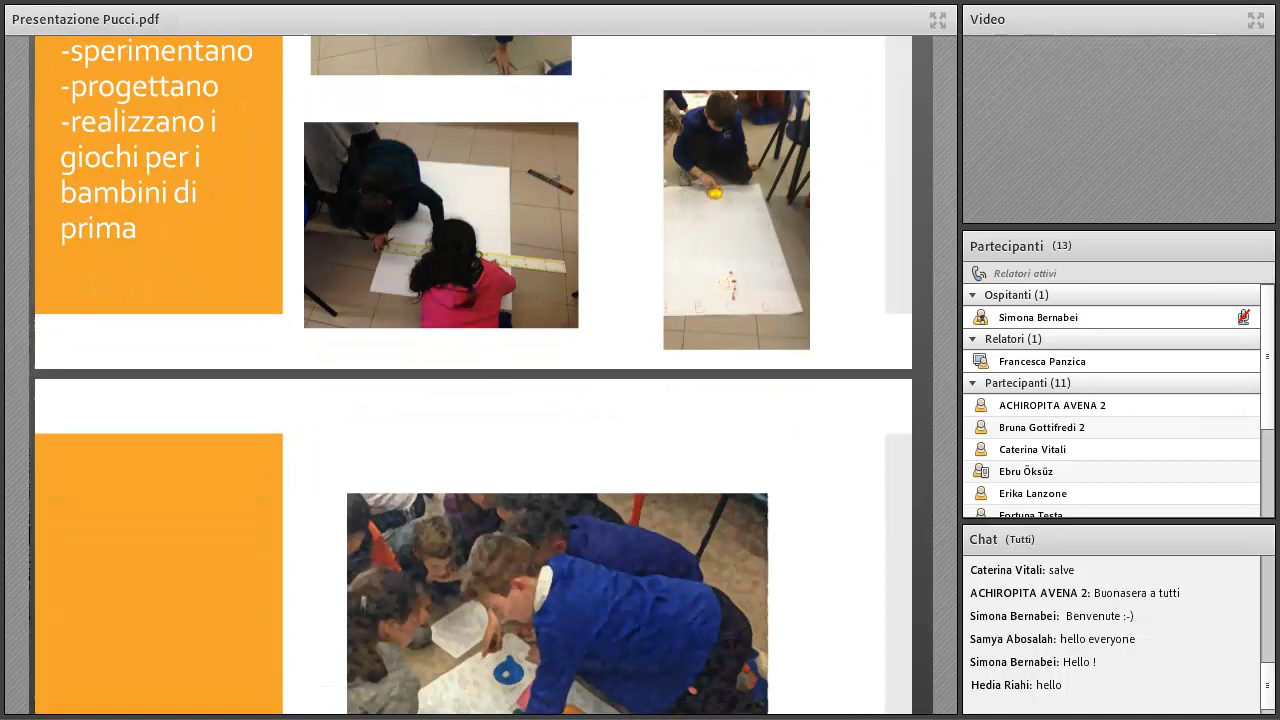 Presentazione Pucci.pdf
-sperimentano
-progettano
-realizzano i
giochi per i
bambini di
prima
Video
Partecipanti (13)
Relatori attivi
Ospitanti (1)
Simona Bernabei
Relatori (1)
Francesca Panzica
Partecipanti (11)
ACHIROPITA AVENA 2
Bruna Gottifredi 2
Caterina Vitali
Ebru Öksüz
Erika Lanzone
Fortuna Testa
Chat (Tutti)
Caterina Vitali: salve
ACHIROPITA AVENA 2: Buonasera a tutti
Simona Bernabei: Benvenute :-)
Samya Abosalah: hello everyone
Simona Bernabei: Hello !
Hedia Riahi: hello